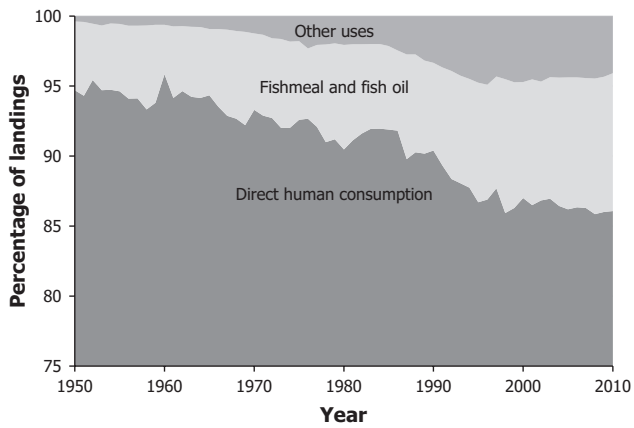 100
95
90
85
80
75
Percentage of landings
Other uses
Fishmeal and fish oil
Direct human consumption
1950 1960 1970 1980 1990 2000 2010
Year